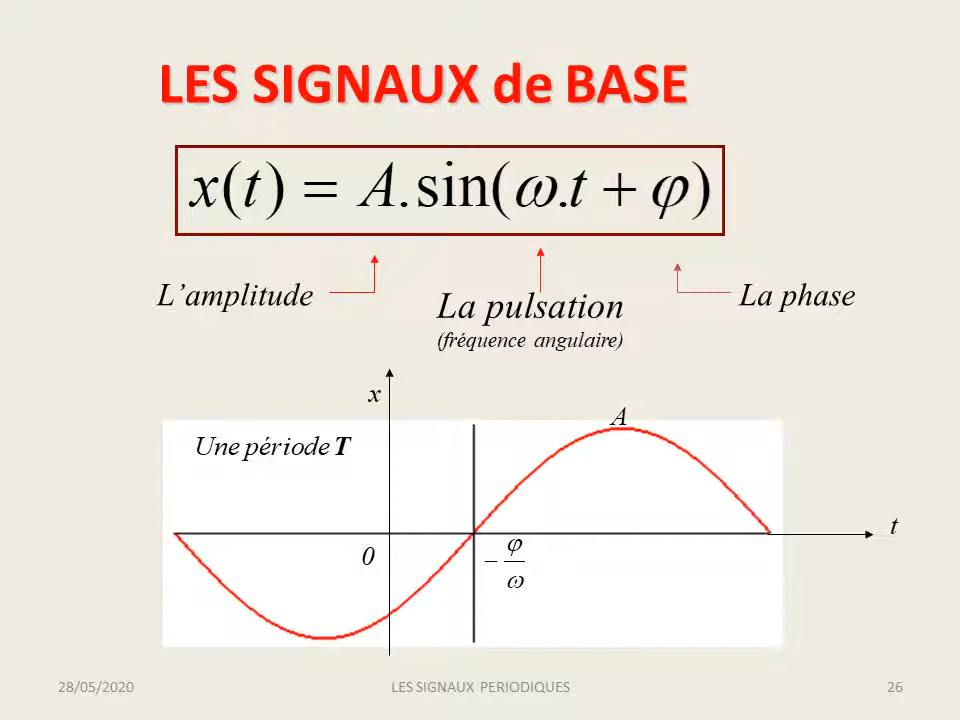 LES SIGNAUX de BASE
x(t) = A.sin(ω.t + φ)
L’amplitude
La pulsation
(fréquence angulaire)
La phase
x
A
Une période T
t
0
− φ/ω
28/05/2020
LES SIGNAUX PERIODIQUES
26